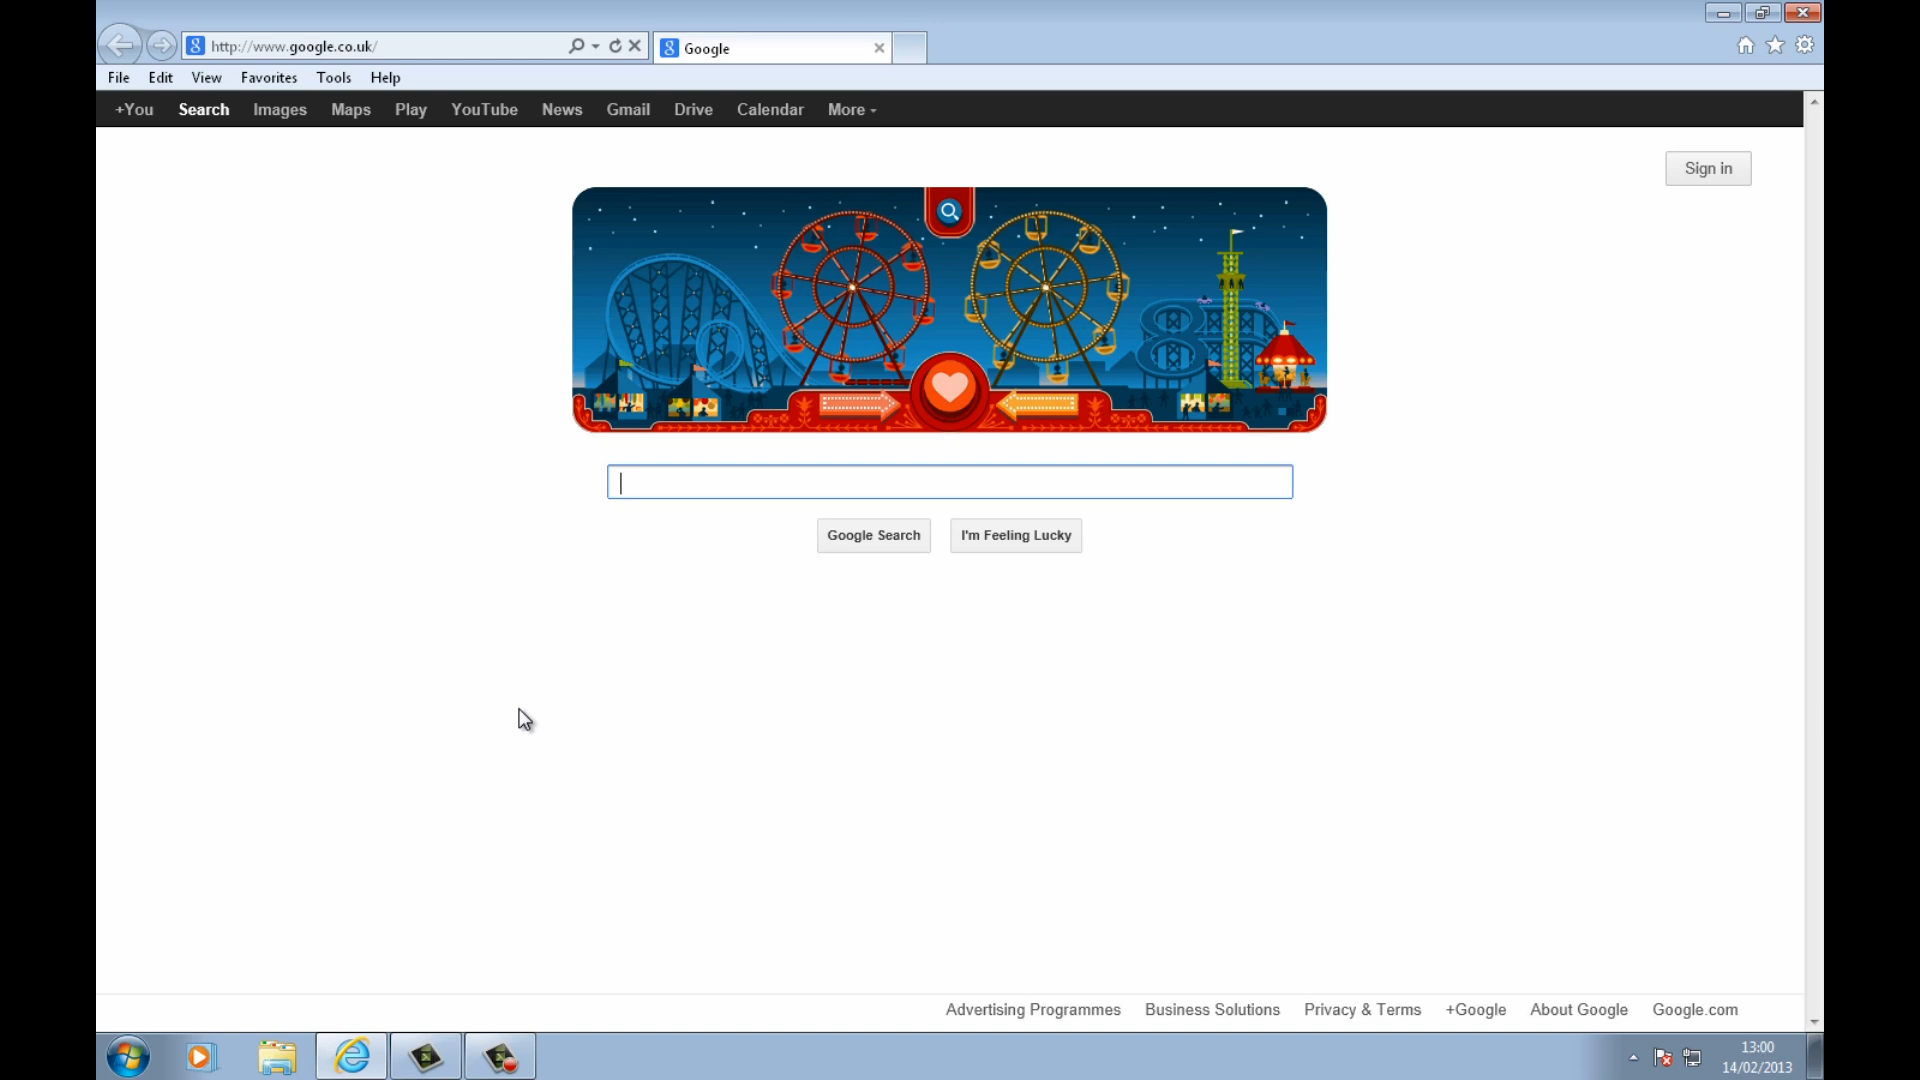 http://www.google.co.uk/
Google
File Edit View Favorites Tools Help
+You Search Images Maps Play YouTube News Gmail Drive Calendar More
Sign in
Google Search I'm Feeling Lucky
Advertising Programmes Business Solutions Privacy & Terms +Google About Google Google.com
13:00
14/02/2013